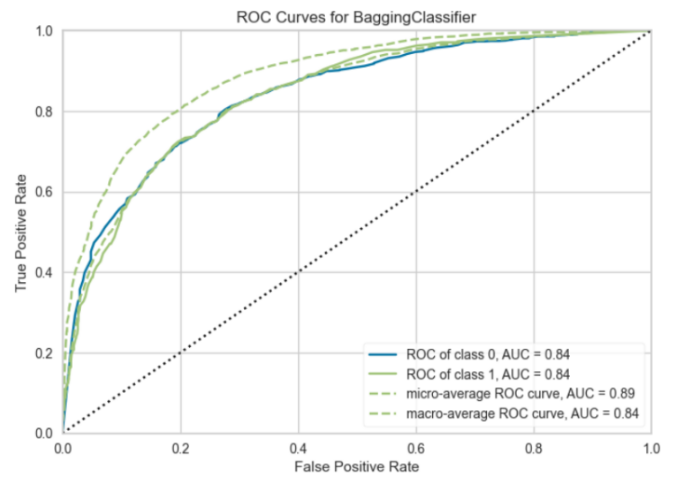 ROC Curves for BaggingClassifier
True Positive Rate
1.0
0.8
0.6
0.4
0.2
0.0
ROC of class 0, AUC = 0.84
ROC of class 1, AUC = 0.84
micro-average ROC curve, AUC = 0.89
macro-average ROC curve, AUC = 0.84
0.0 0.2 0.4 0.6 0.8 1.0
False Positive Rate